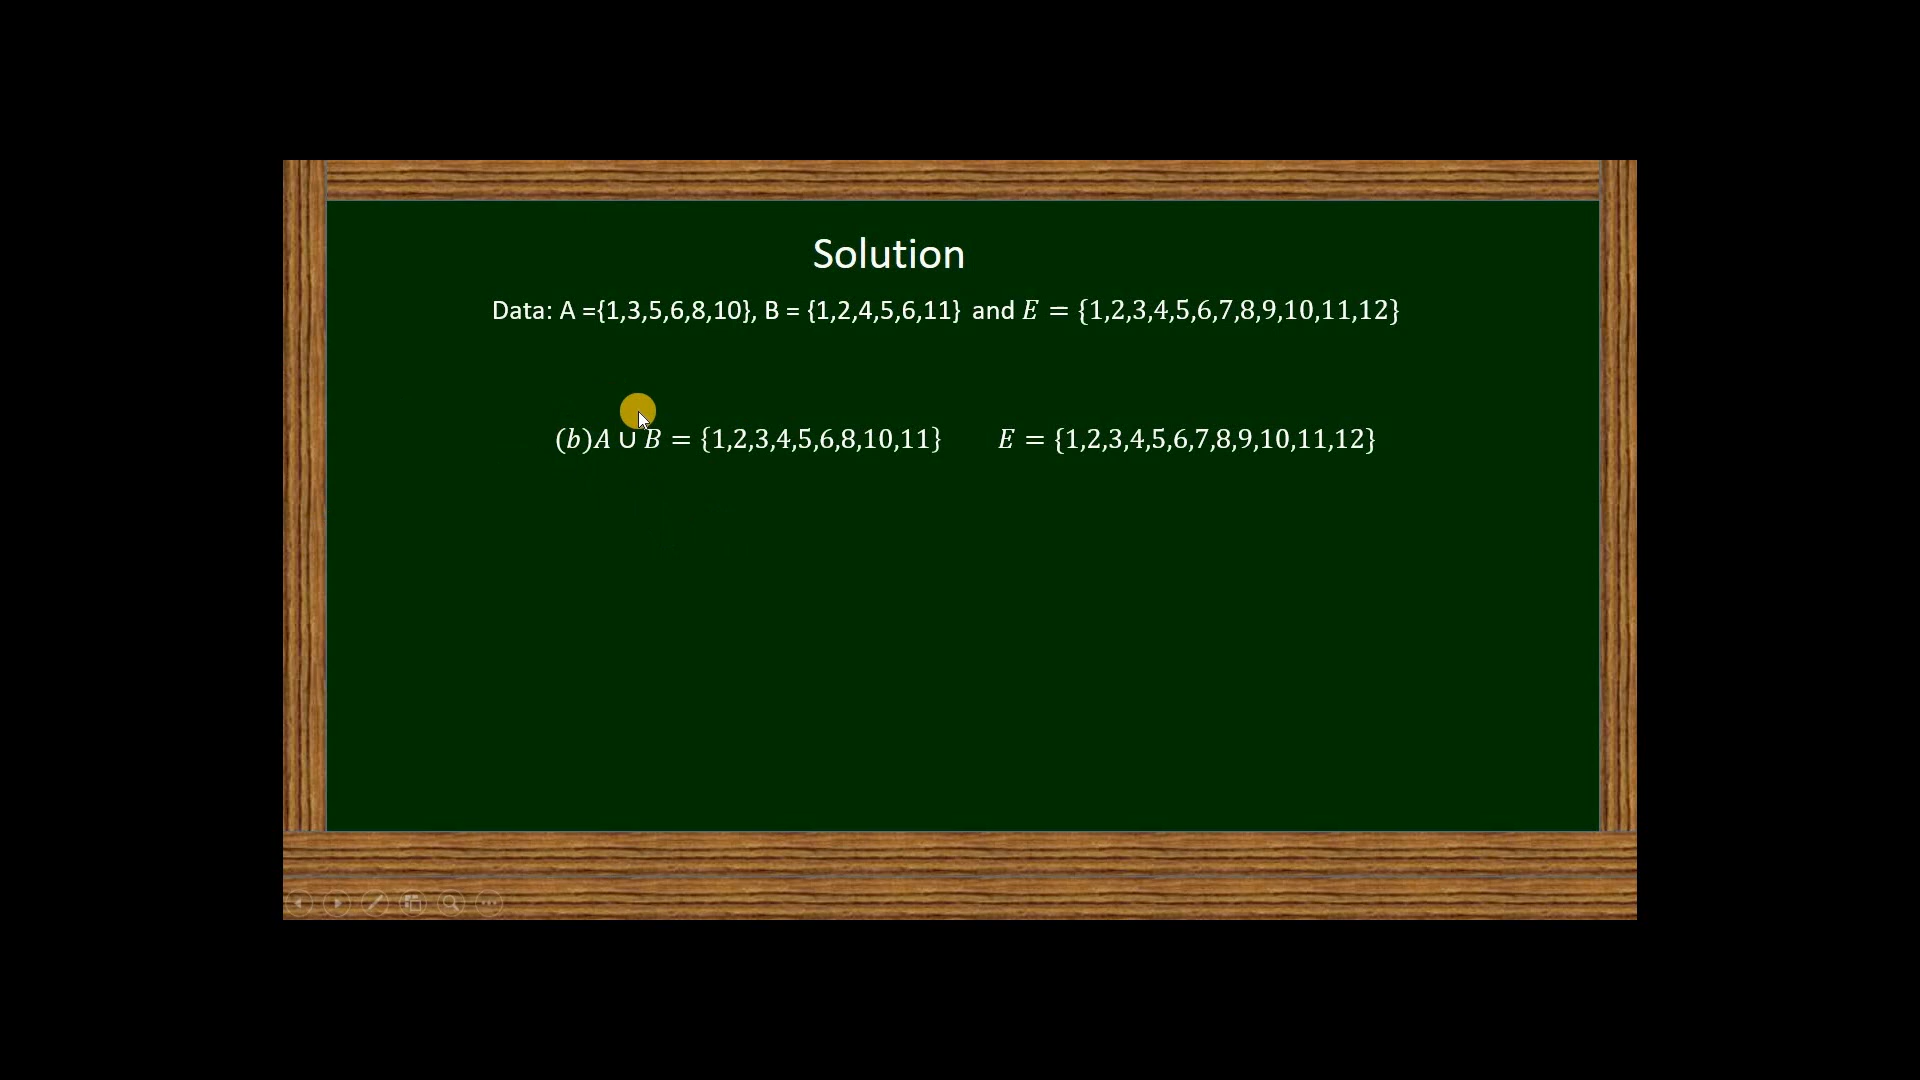 Solution
Data: A ={1,3,5,6,8,10}, B = {1,2,4,5,6,11} and E = {1,2,3,4,5,6,7,8,9,10,11,12}
(b)A ∪ B = {1,2,3,4,5,6,8,10,11} E = {1,2,3,4,5,6,7,8,9,10,11,12}